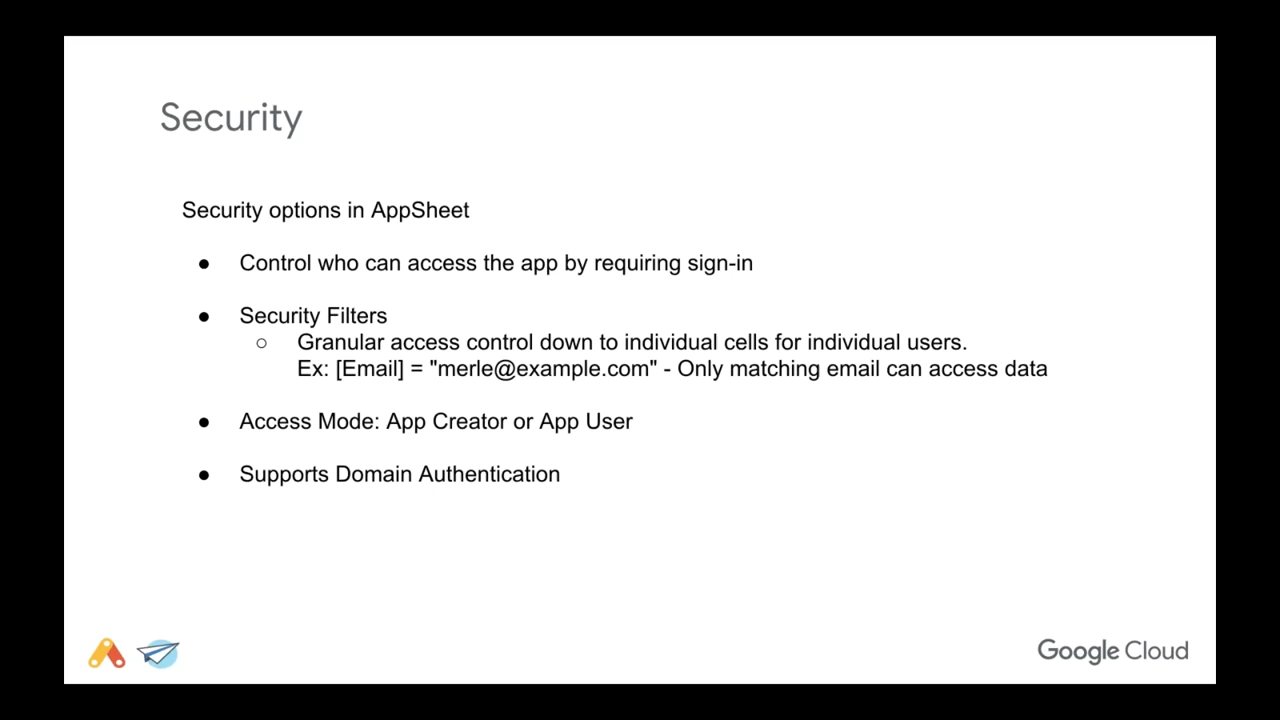 Security
Security options in AppSheet
● Control who can access the app by requiring sign-in
● Security Filters
○ Granular access control down to individual cells for individual users.
Ex: [Email] = "merle@example.com" - Only matching email can access data
● Access Mode: App Creator or App User
● Supports Domain Authentication
Google Cloud